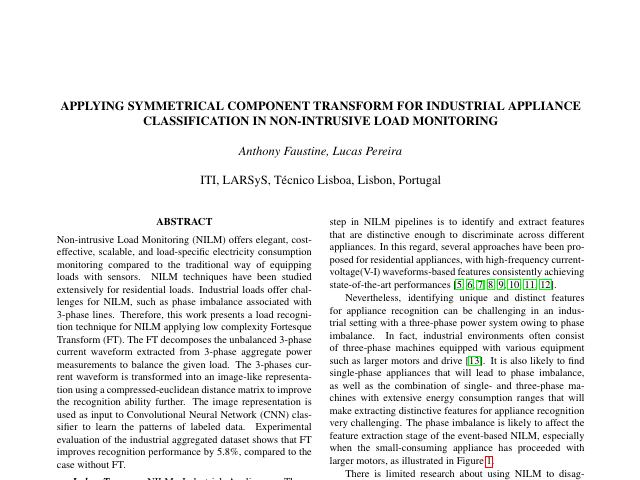 APPLYING SYMMETRICAL COMPONENT TRANSFORM FOR INDUSTRIAL APPLIANCE
CLASSIFICATION IN NON-INTRUSIVE LOAD MONITORING
Anthony Faustine, Lucas Pereira
ITI, LARSyS, Técnico Lisboa, Lisbon, Portugal
ABSTRACT
Non-intrusive Load Monitoring (NILM) offers elegant, cost-
effective, scalable, and load-specific electricity consumption
monitoring compared to the traditional way of equipping
loads with sensors. NILM techniques have been studied
extensively for residential loads. Industrial loads offer chal-
lenges for NILM, such as phase imbalance associated with
3-phase lines. Therefore, this work presents a load recogni-
tion technique for NILM applying low complexity Fortesque
Transform (FT). The FT decomposes the unbalanced 3-phase
current waveform extracted from 3-phase aggregate power
measurements to balance the given load. The 3-phases cur-
rent waveform is transformed into an image-like representa-
tion using a compressed-euclidean distance matrix to improve
the recognition ability further. The image representation is
used as input to Convolutional Neural Network (CNN) clas-
sifier to learn the patterns of labeled data. Experimental
evaluation of the industrial aggregated dataset shows that FT
improves recognition performance by 5.8%, compared to the
case without FT.
step in NILM pipelines is to identify and extract features
that are distinctive enough to discriminate across different
appliances. In this regard, several approaches have been pro-
posed for residential appliances, with high-frequency current-
voltage(V-I) waveforms-based features consistently achieving
state-of-the-art performances [5, 6, 7, 8, 9, 10, 11, 12].
Nevertheless, identifying unique and distinct features
for appliance recognition can be challenging in an indus-
trial setting with a three-phase power system owing to phase
imbalance. In fact, industrial environments often consist
of three-phase machines equipped with various equipment
such as larger motors and drive [13]. It is also likely to find
single-phase appliances that will lead to phase imbalance,
as well as the combination of single- and three-phase ma-
chines with extensive energy consumption ranges that will
make extracting distinctive features for appliance recognition
very challenging. The phase imbalance is likely to affect the
feature extraction stage of the event-based NILM, especially
when the small-consuming appliance has proceeded with
larger motors, as illustrated in Figure 1.
There is limited research about using NILM to disag-